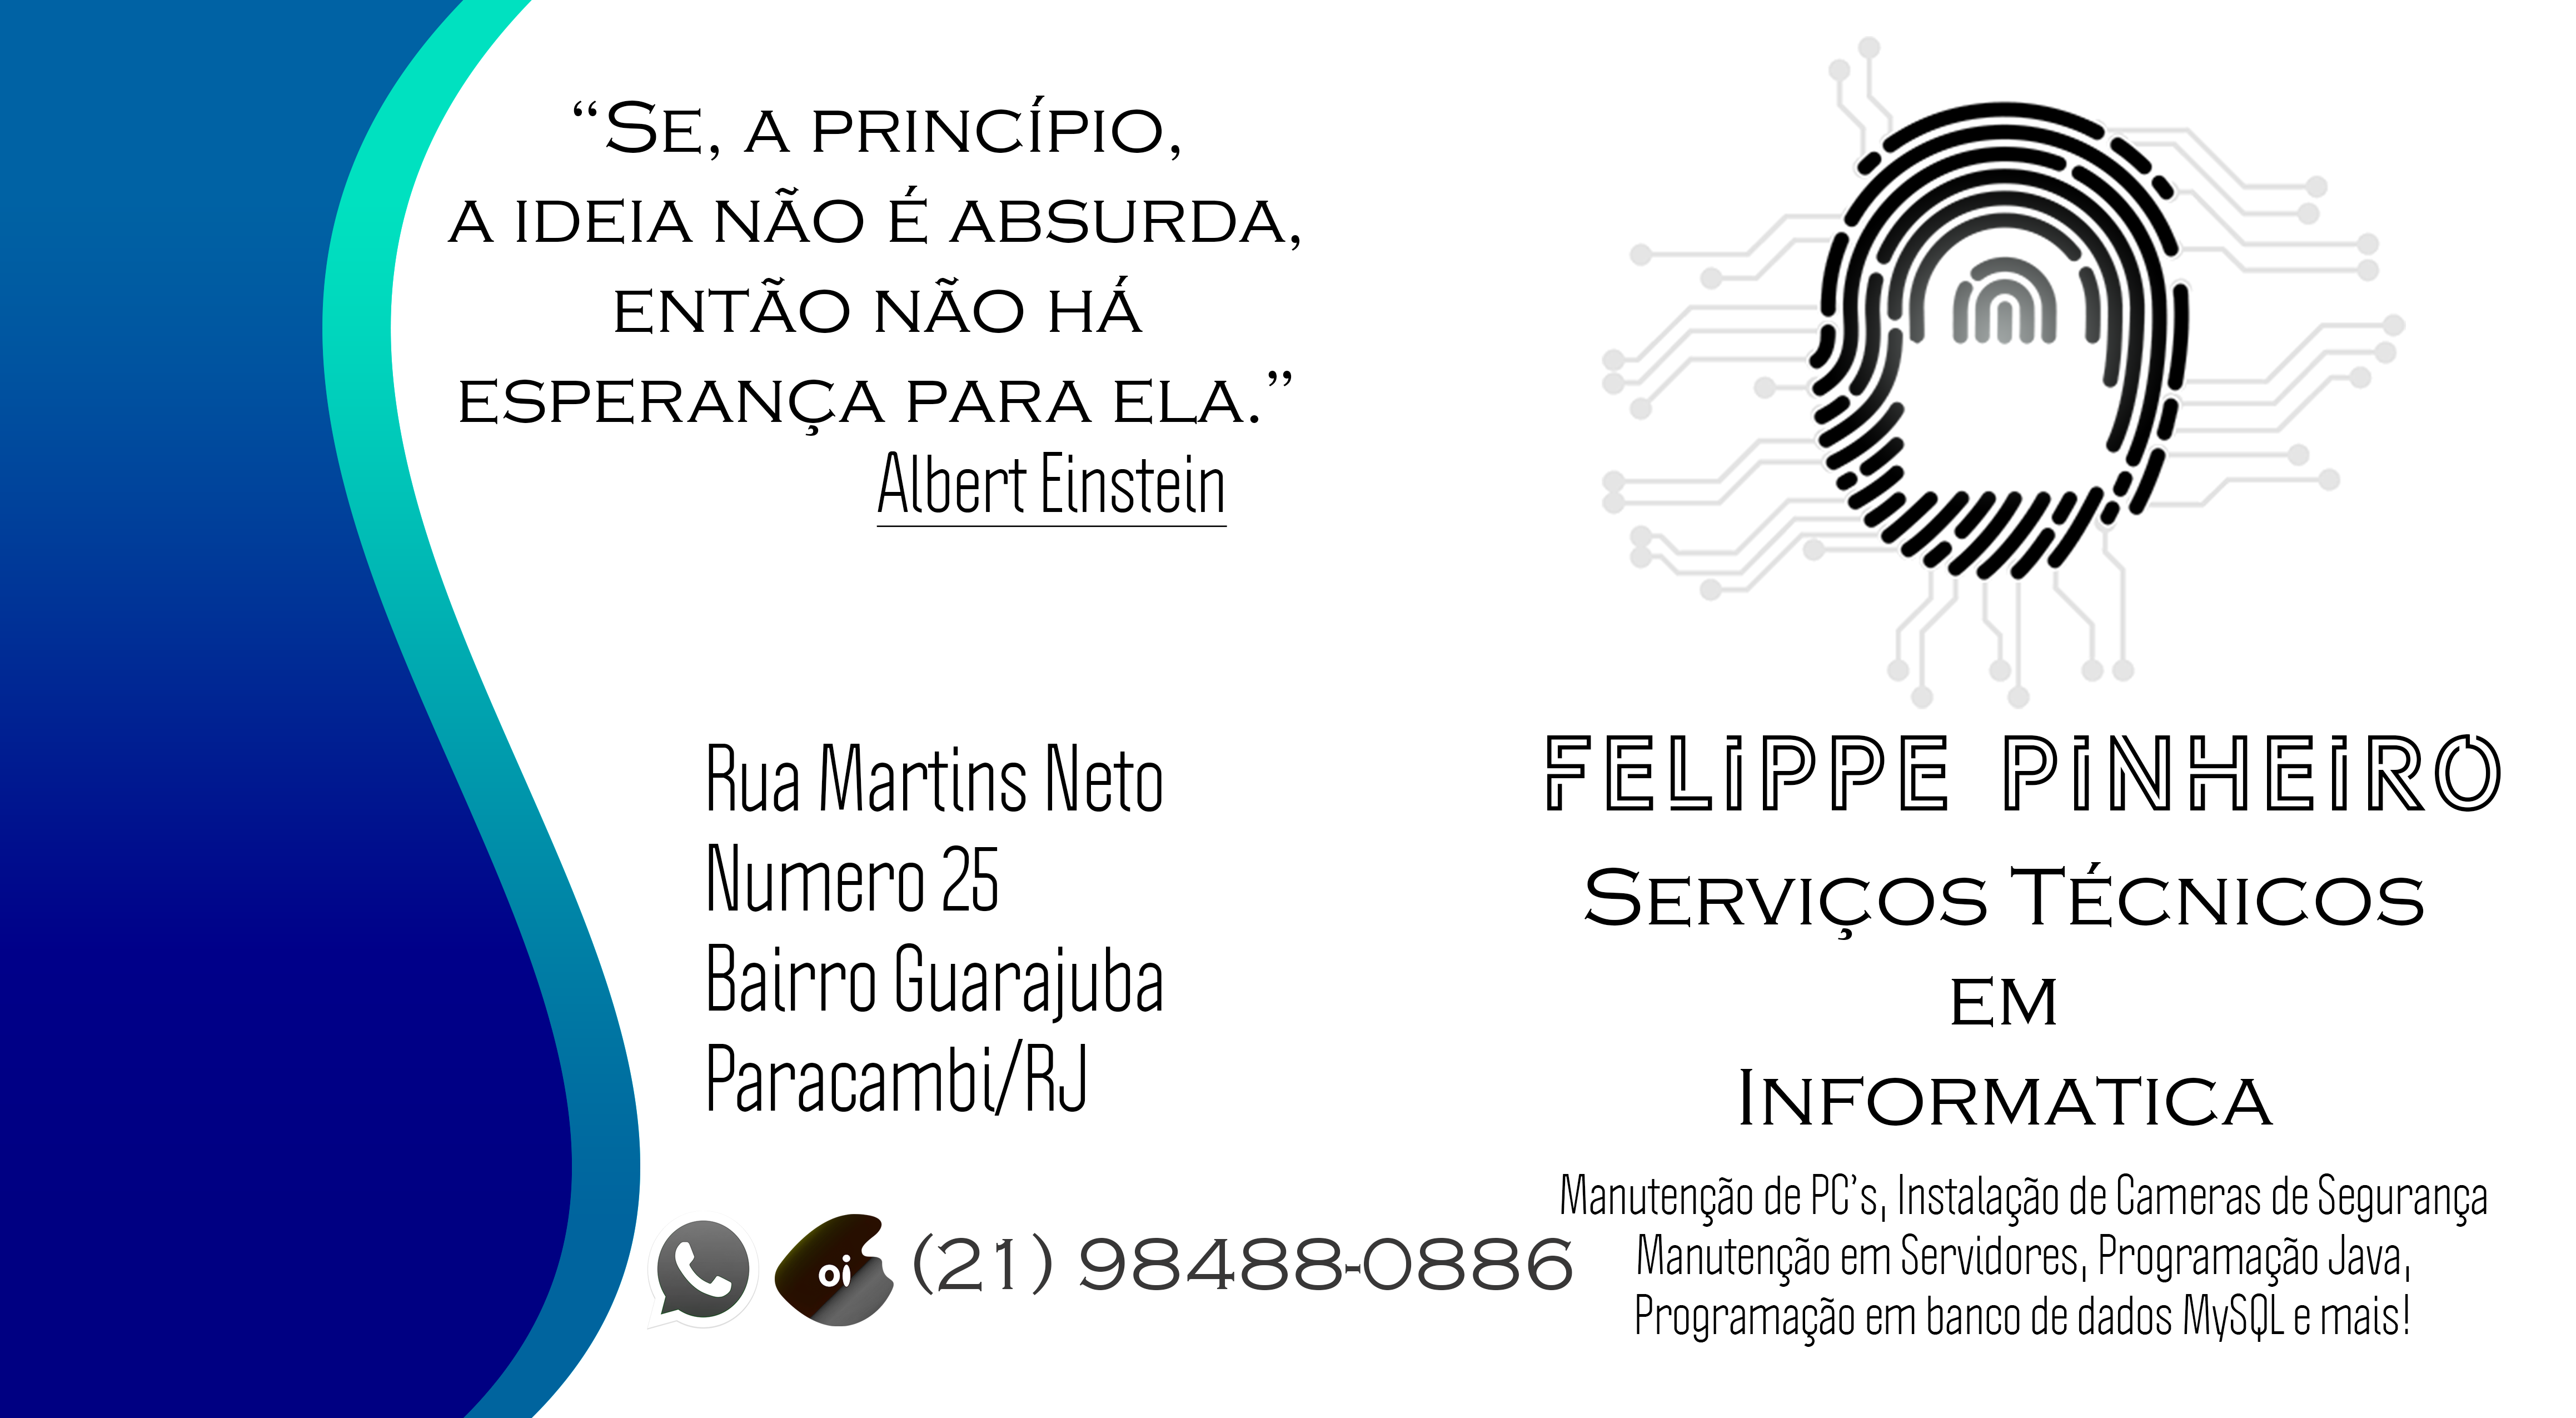 “Se, a princípio,
a ideia não é absurda,
então não há
esperança para ela.”
Albert Einstein
Rua Martins Neto
Numero 25
Bairro Guarajuba
Paracambi/RJ
oi (21) 98488-0886
FELiPPE PiNHEiRO
Serviços Técnicos
em
Informatica
Manutenção de PC’s, Instalação de Cameras de Segurança
Manutenção em Servidores, Programação Java,
Programação em banco de dados MySQL e mais!